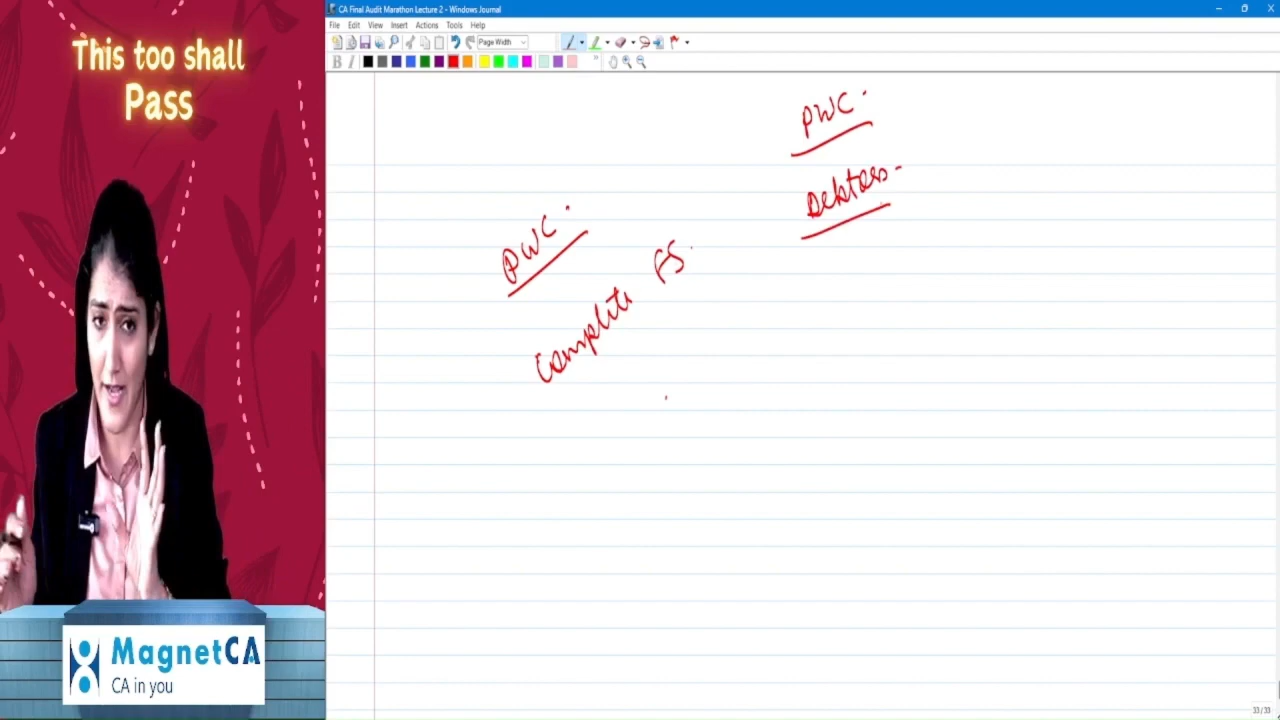 This too shall
Pass
CA Final Audit Marathon Lecture 2 - Windows Journal
File Edit View Insert Actions Tools Help
Page Width
B I
PWC.
Debtors.
PWC.
Complete FS.
MagnetCA
CA in you
33/33